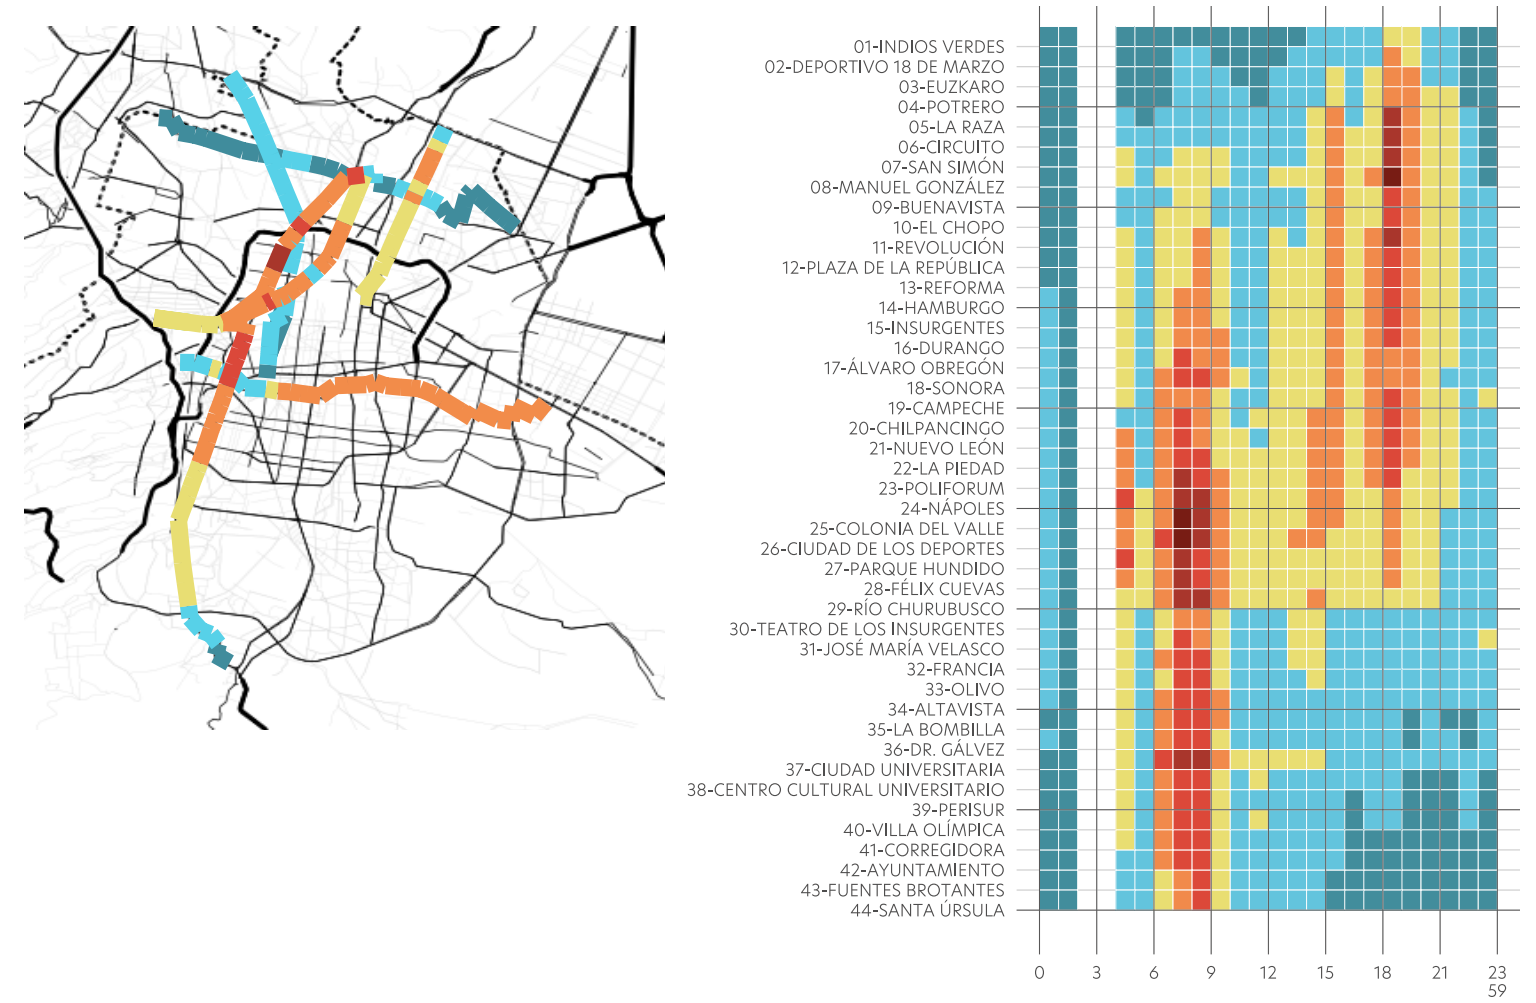 01-INDIOS VERDES
02-DEPORTIVO 18 DE MARZO
03-EUZKARO
04-POTRERO
05-LA RAZA
06-CIRCUITO
07-SAN SIMÓN
08-MANUEL GONZÁLEZ
09-BUENAVISTA
10-EL CHOPO
11-REVOLUCIÓN
12-PLAZA DE LA REPÚBLICA
13-REFORMA
14-HAMBURGO
15-INSURGENTES
16-DURANGO
17-ÁLVARO OBREGÓN
18-SONORA
19-CAMPECHE
20-CHILPANCINGO
21-NUEVO LEÓN
22-LA PIEDAD
23-POLIFORUM
24-NÁPOLES
25-COLONIA DEL VALLE
26-CIUDAD DE LOS DEPORTES
27-PARQUE HUNDIDO
28-FÉLIX CUEVAS
29-RÍO CHURUBUSCO
30-TEATRO DE LOS INSURGENTES
31-JOSÉ MARÍA VELASCO
32-FRANCIA
33-OLIVO
34-ALTAVISTA
35-LA BOMBILLA
36-DR. GÁLVEZ
37-CIUDAD UNIVERSITARIA
38-CENTRO CULTURAL UNIVERSITARIO
39-PERISUR
40-VILLA OLÍMPICA
41-CORREGIDORA
42-AYUNTAMIENTO
43-FUENTES BROTANTES
44-SANTA ÚRSULA
0 3 6 9 12 15 18 21 23
59